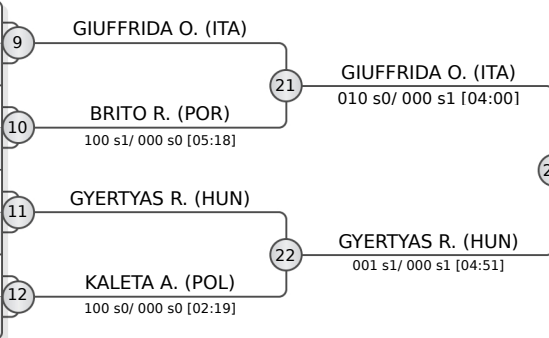 GIUFFRIDA O. (ITA)
9
21
GIUFFRIDA O. (ITA)
010 s0/ 000 s1 [04:00]
BRITO R. (POR)
10
100 s1/ 000 s0 [05:18]
GYERTYAS R. (HUN)
11
22
GYERTYAS R. (HUN)
001 s1/ 000 s1 [04:51]
KALETA A. (POL)
12
100 s0/ 000 s0 [02:19]